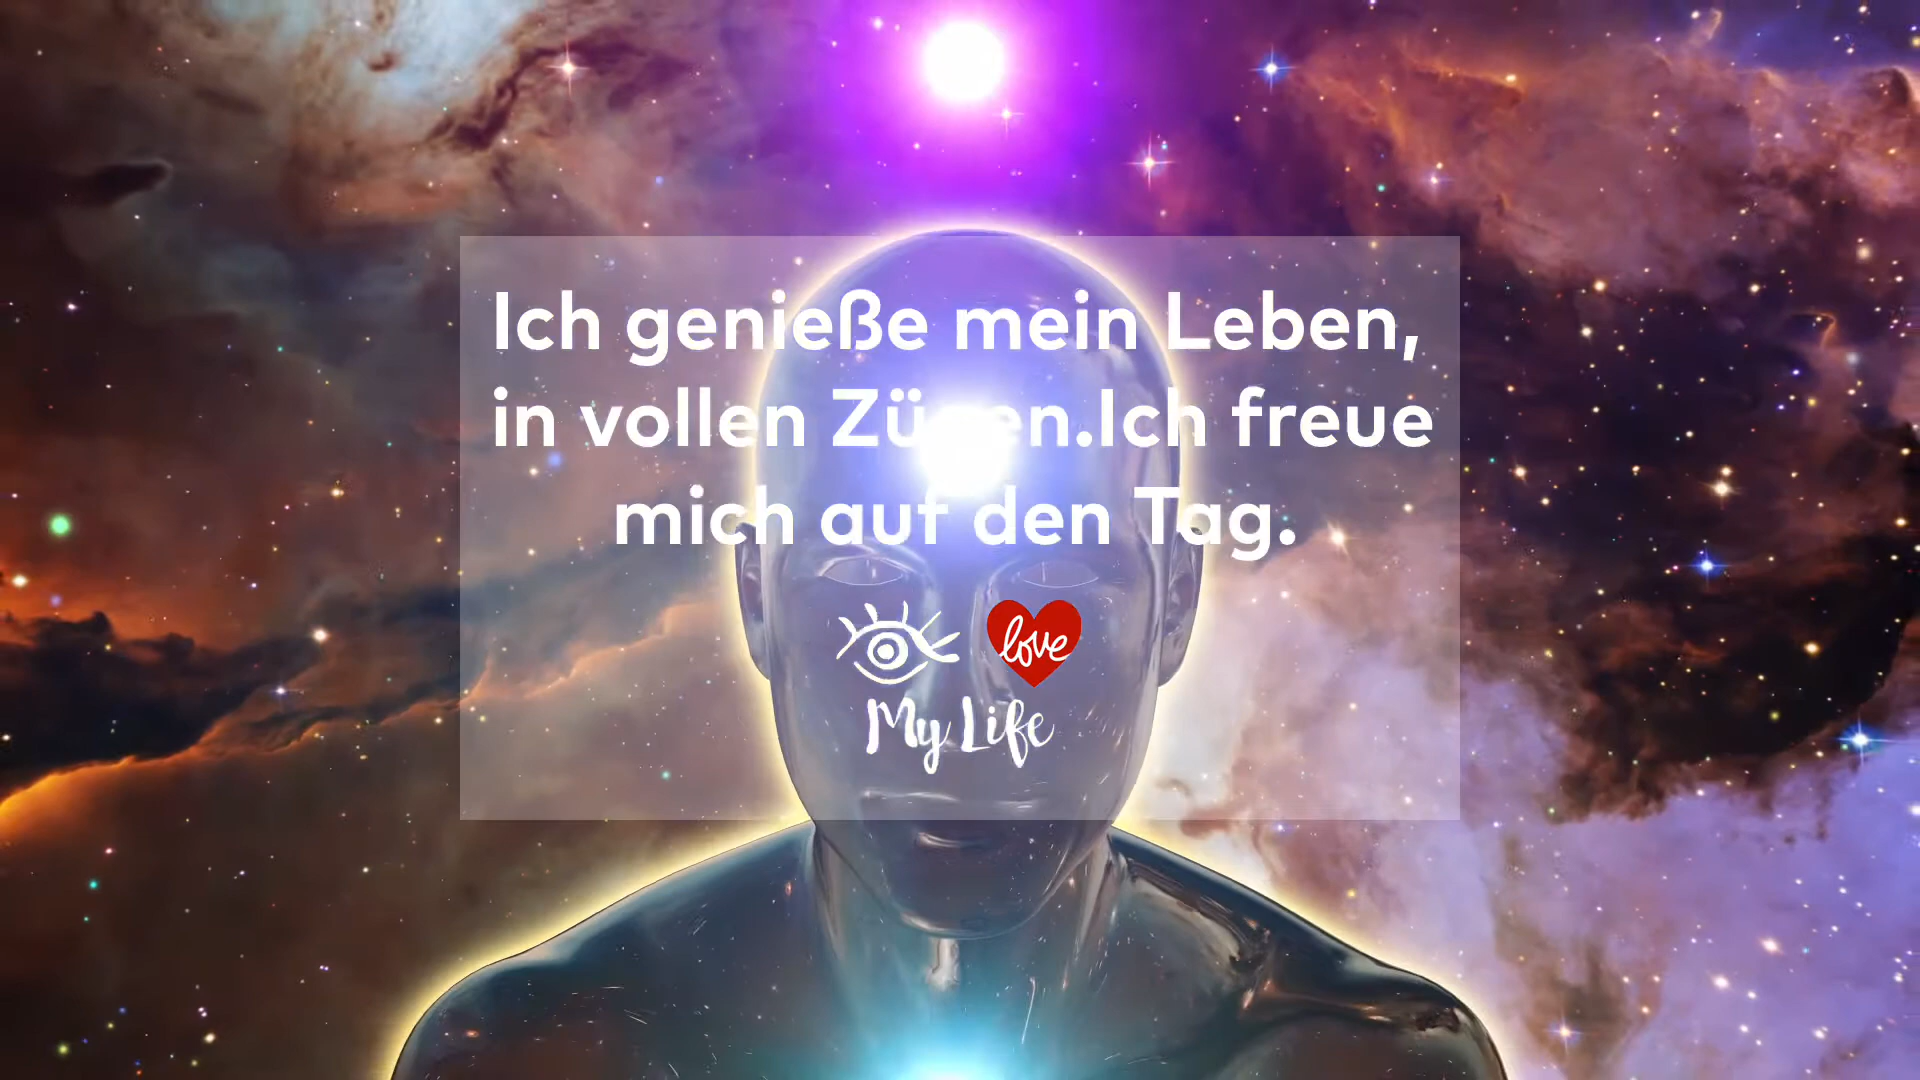 Ich genieße mein Leben,
in vollen Zügen.Ich freue
mich auf den Tag.
love
My Life